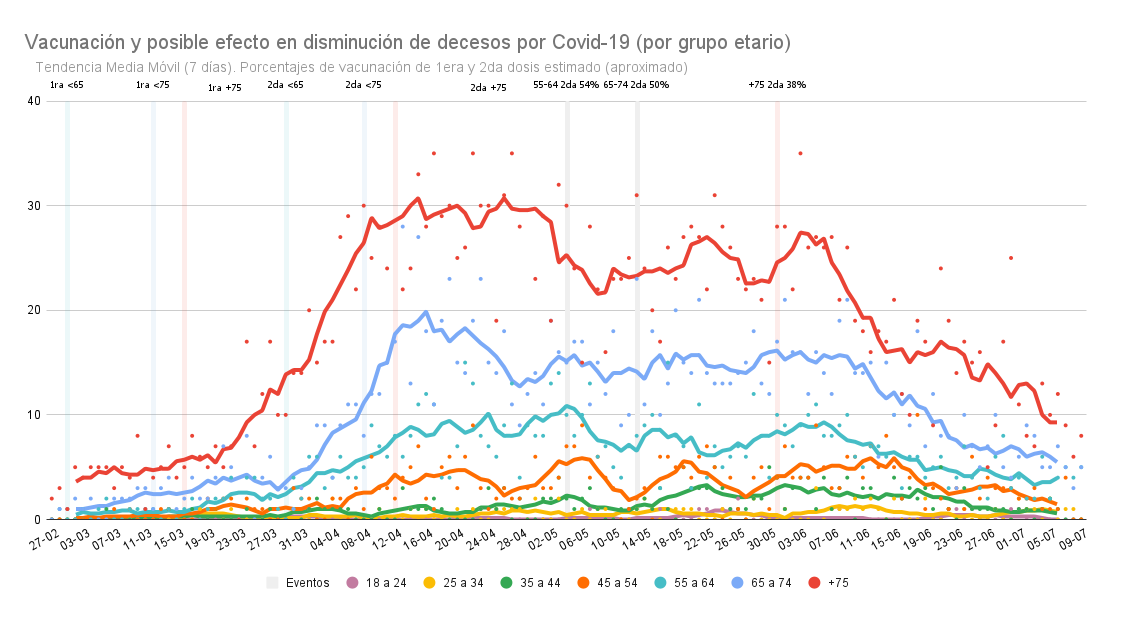 Vacunación y posible efecto en disminución de decesos por Covid-19 (por grupo etario)
Tendencia Media Móvil (7 días). Porcentajes de vacunación de 1era y 2da dosis estimado (aproximado)
1ra <65 1ra <75 1ra +75 2da <65 2da <75 2da +75 55-64 2da 54% 65-74 2da 50% +75 2da 38%
40
30
20
10
0
27-02 03-03 07-03 11-03 15-03 19-03 23-03 27-03 31-03 04-04 08-04 12-04 16-04 20-04 24-04 28-04 02-05 06-05 10-05 14-05 18-05 22-05 26-05 30-05 03-06 07-06 11-06 15-06 19-06 23-06 27-06 01-07 05-07 09-07
Eventos 18 a 24 25 a 34 35 a 44 45 a 54 55 a 64 65 a 74 +75